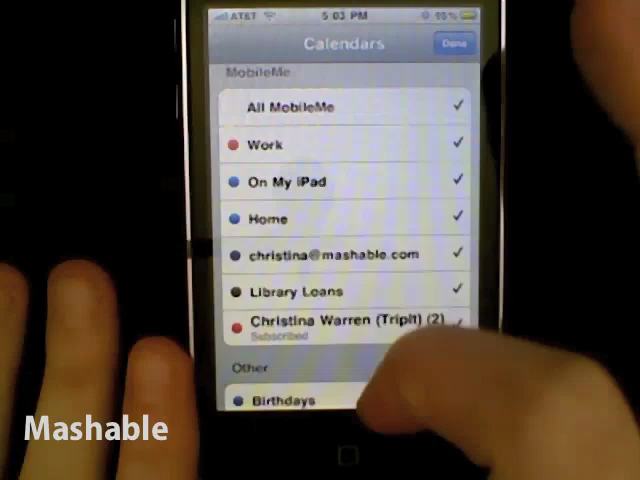 AT&T 5:03 PM 95%
Calendars Done
MobileMe
All MobileMe
Work
On My iPad
Home
christina@mashable.com
Library Loans
Christina Warren (TripIt) (2)
Subscribed
Other
Birthdays
Mashable